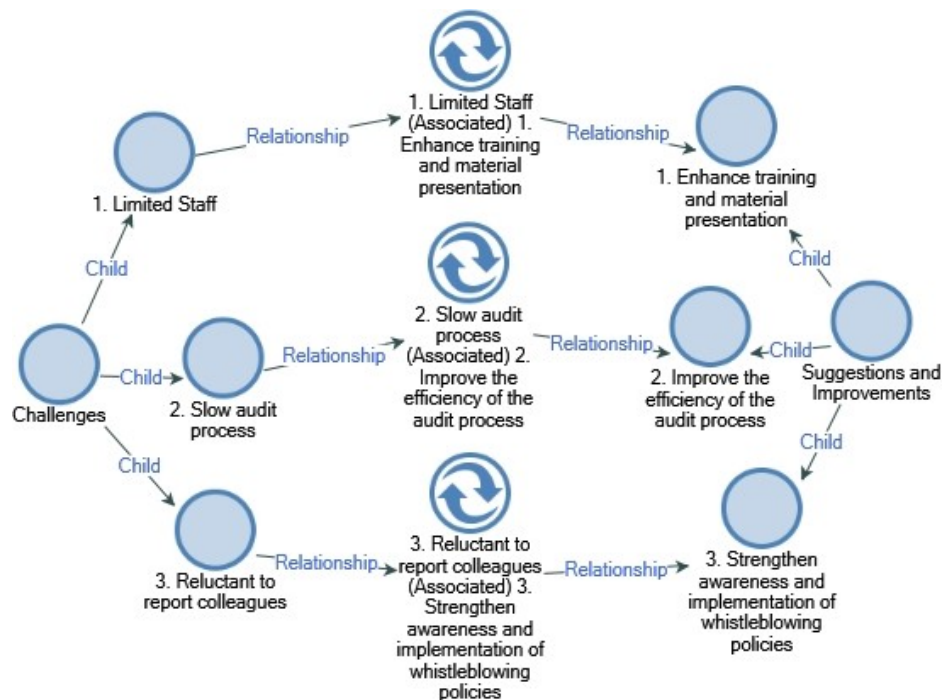 1. Limited Staff
(Associated) 1.
Enhance training
and material
presentation
Relationship
Relationship
1. Limited Staff
1. Enhance training
and material
presentation
Child
Child
2. Slow audit
process
(Associated) 2.
Improve the
efficiency of the
audit process
Relationship
Relationship
Challenges
Child
2. Slow audit
process
2. Improve the
efficiency of the
audit process
Child
Suggestions and
Improvements
Child
Child
3. Reluctant to
report colleagues
Relationship
3. Reluctant to
report colleagues
(Associated) 3.
Strengthen
awareness and
implementation of
whistleblowing
policies
Relationship
3. Strengthen
awareness and
implementation of
whistleblowing
policies